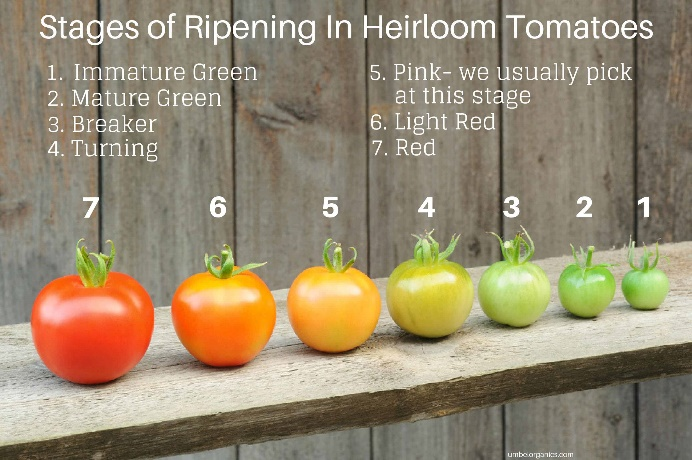 Stages of Ripening In Heirloom Tomatoes
1. Immature Green
2. Mature Green
3. Breaker
4. Turning
5. Pink- we usually pick
at this stage
6. Light Red
7. Red
7 6 5 4 3 2 1
umbelorganics.com